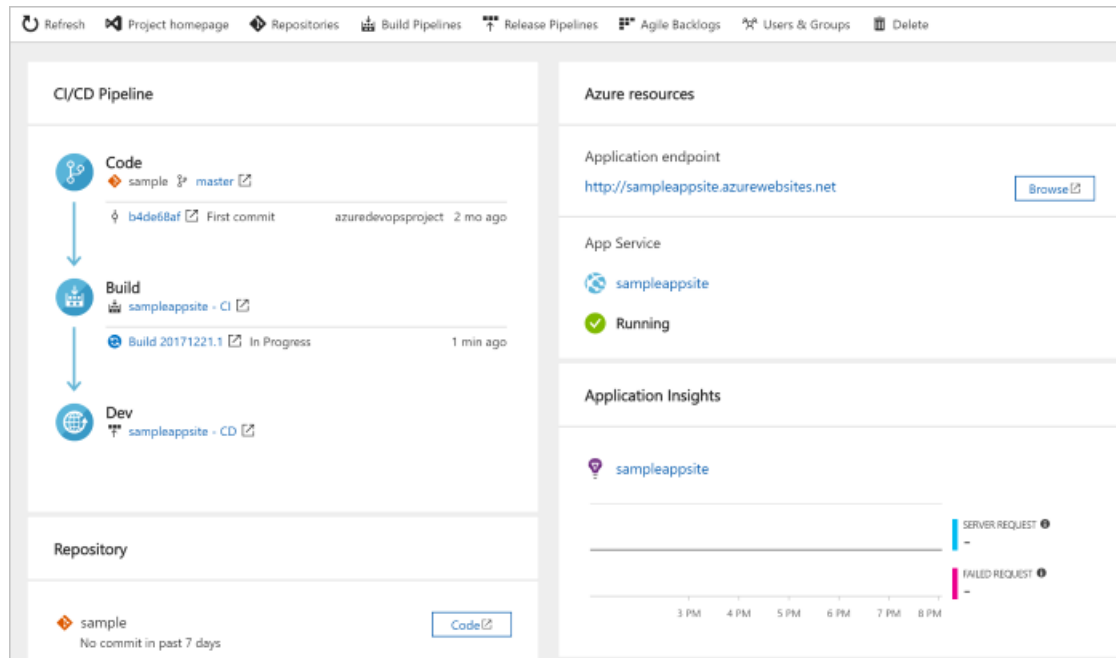 Refresh Project homepage Repositories Build Pipelines Release Pipelines Agile Backlogs Users & Groups Delete
CI/CD Pipeline
Code
sample master
b4de68af First commit azuredevopsproject 2 mo ago
Build
sampleappsite - CI
Build 20171221.1 In Progress 1 min ago
Dev
sampleappsite - CD
Repository
sample
No commit in past 7 days
Code
Azure resources
Application endpoint
http://sampleappsite.azurewebsites.net
Browse
App Service
sampleappsite
Running
Application Insights
sampleappsite
SERVER REQUEST
--
FAILED REQUEST
--
3 PM 4 PM 5 PM 6 PM 7 PM 8 PM